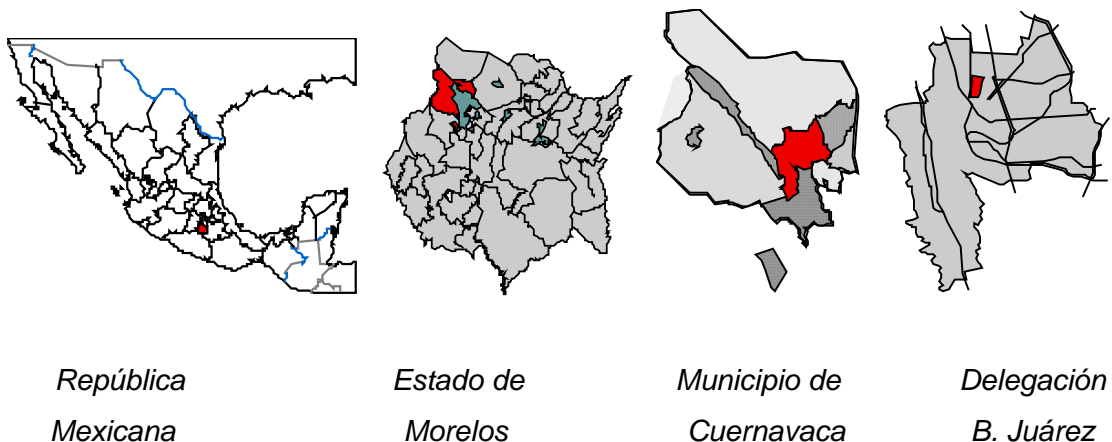 República Estado de Municipio de Delegación
Mexicana Morelos Cuernavaca B. Juárez